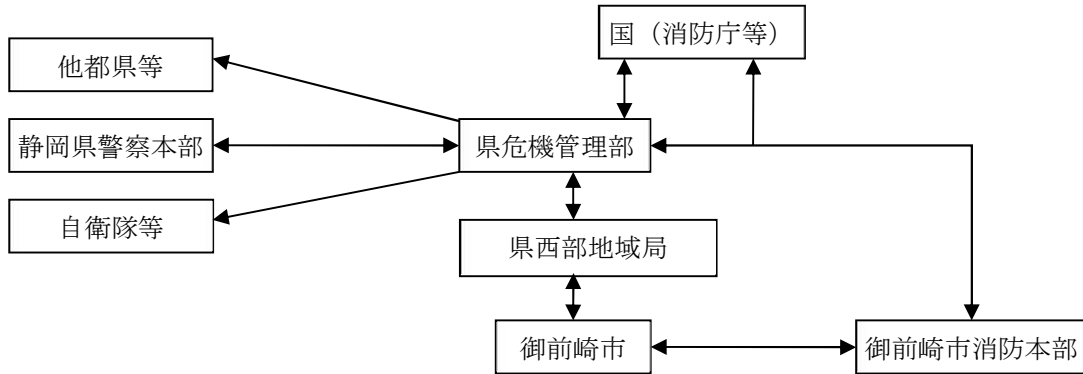 国（消防庁等）
他都県等
静岡県警察本部
県危機管理部
自衛隊等
県西部地域局
御前崎市
御前崎市消防本部